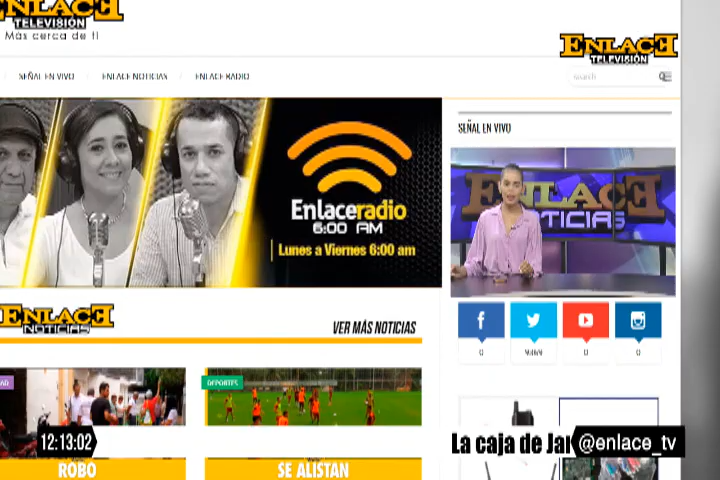 ENLACE
TELEVISIÓN
Más cerca de ti
ENLACE
TELEVISIÓN
SEÑAL EN VIVO / ENLACE NOTICIAS / ENLACE RADIO
search
SEÑAL EN VIVO
Enlaceradio
6:00 AM
Lunes a Viernes 6:00 am
ENLACE
NOTICIAS
ENLACE
NOTICIAS
VER MÁS NOTICIAS
DEPORTES
12:13:02
La caja de Jar
@enlace_tv
ROBO
SE ALISTAN